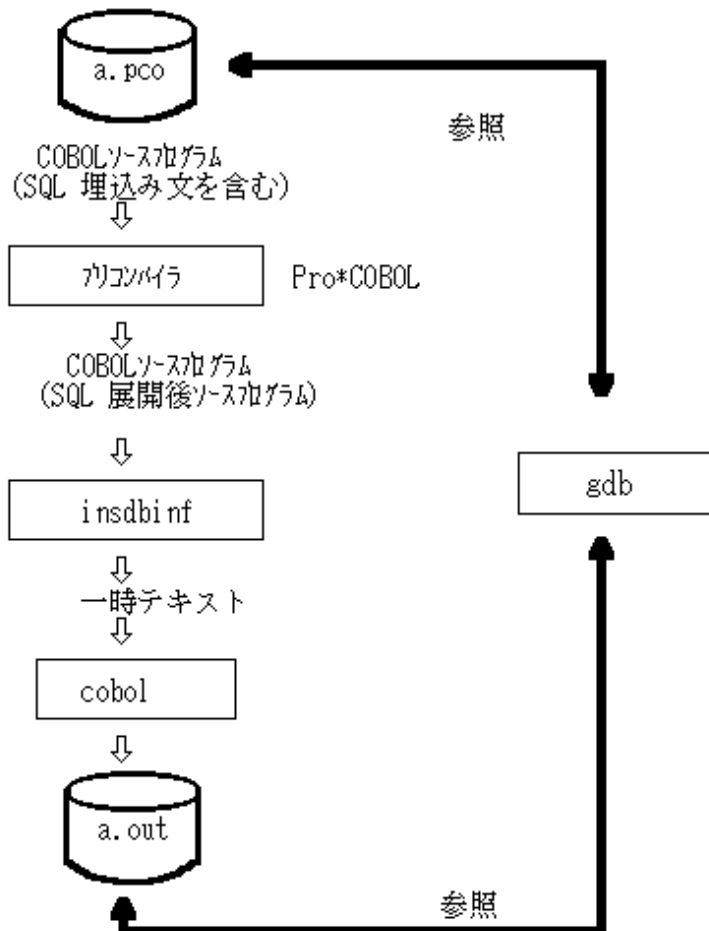 a.pco
参照
COBOLソースプログラム
(SQL 埋込み文を含む)
⇩
プリコンパイラ Pro*COBOL
⇩
COBOLソースプログラム
(SQL 展開後ソースプログラム)
⇩
insdbinf
gdb
⇩
一時テキスト
⇩
cobol
⇩
a.out
参照